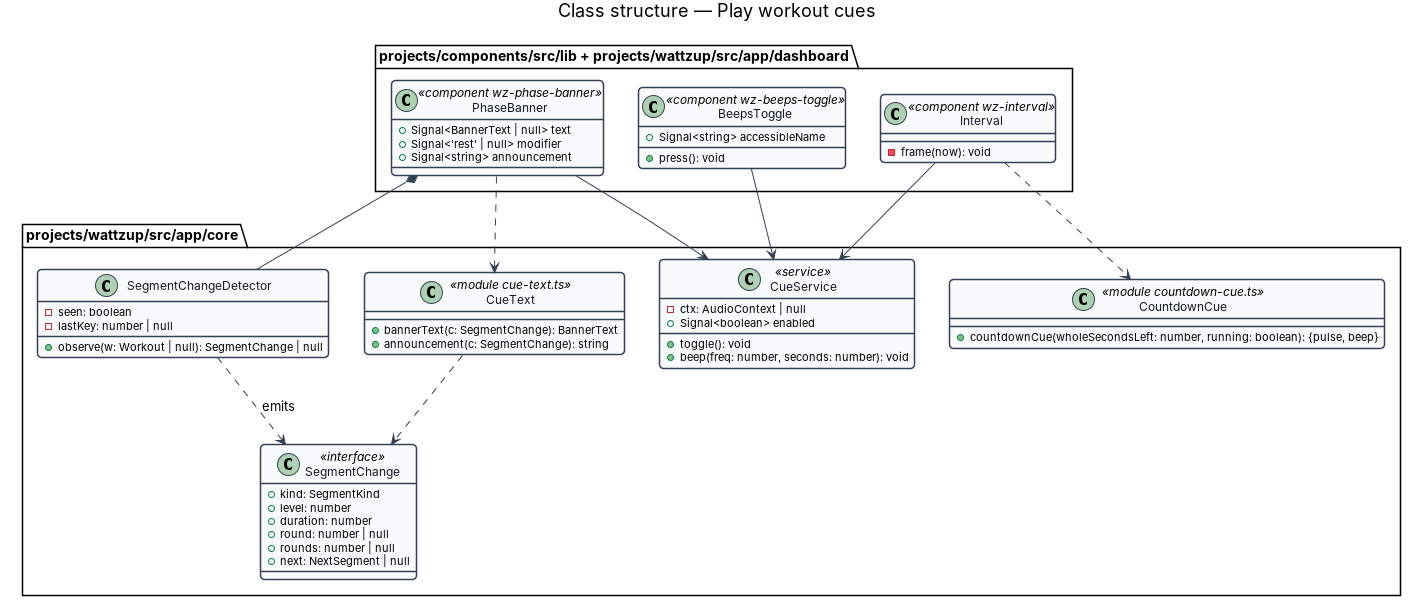 Class structure — Play workout cues
projects/components/src/lib + projects/wattzup/src/app/dashboard
C
«component wz-phase-banner»
PhaseBanner
Signal<BannerText | null> text
Signal<'rest' | null> modifier
Signal<string> announcement
C
«component wz-beeps-toggle»
BeepsToggle
Signal<string> accessibleName
press(): void
C
«component wz-interval»
Interval
frame(now): void
projects/wattzup/src/app/core
C
SegmentChangeDetector
seen: boolean
lastKey: number | null
observe(w: Workout | null): SegmentChange | null
C
«module cue-text.ts»
CueText
bannerText(c: SegmentChange): BannerText
announcement(c: SegmentChange): string
C
«service»
CueService
ctx: AudioContext | null
Signal<boolean> enabled
toggle(): void
beep(freq: number, seconds: number): void
C
«module countdown-cue.ts»
CountdownCue
countdownCue(wholeSecondsLeft: number, running: boolean): {pulse, beep}
emits
C
«interface»
SegmentChange
kind: SegmentKind
level: number
duration: number
round: number | null
rounds: number | null
next: NextSegment | null